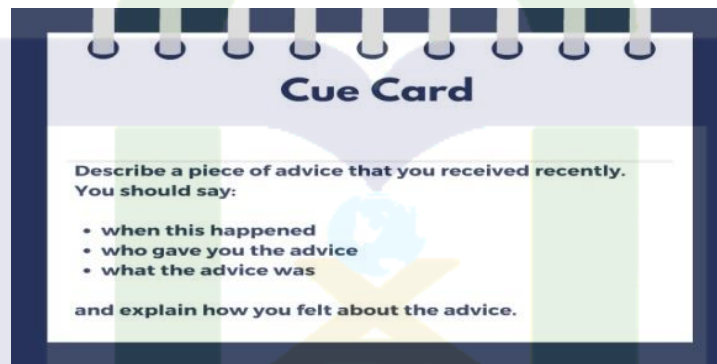 Cue Card
Describe a piece of advice that you received recently.
You should say:
• when this happened
• who gave you the advice
• what the advice was
and explain how you felt about the advice.